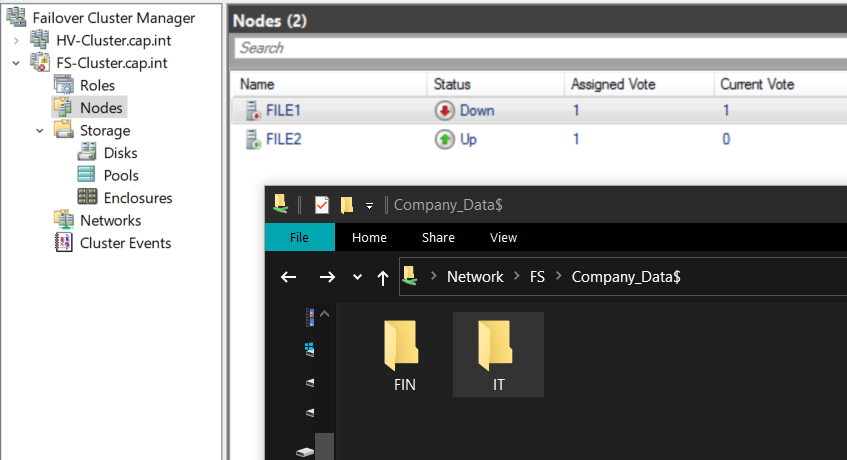 Failover Cluster Manager
HV-Cluster.cap.int
FS-Cluster.cap.int
Roles
Nodes
Storage
Disks
Pools
Enclosures
Networks
Cluster Events
Nodes (2)
Search
Name Status Assigned Vote Current Vote
FILE1 Down 1 1
FILE2 Up 1 0
Company_Data$
File Home Share View
Network FS Company_Data$
FIN IT